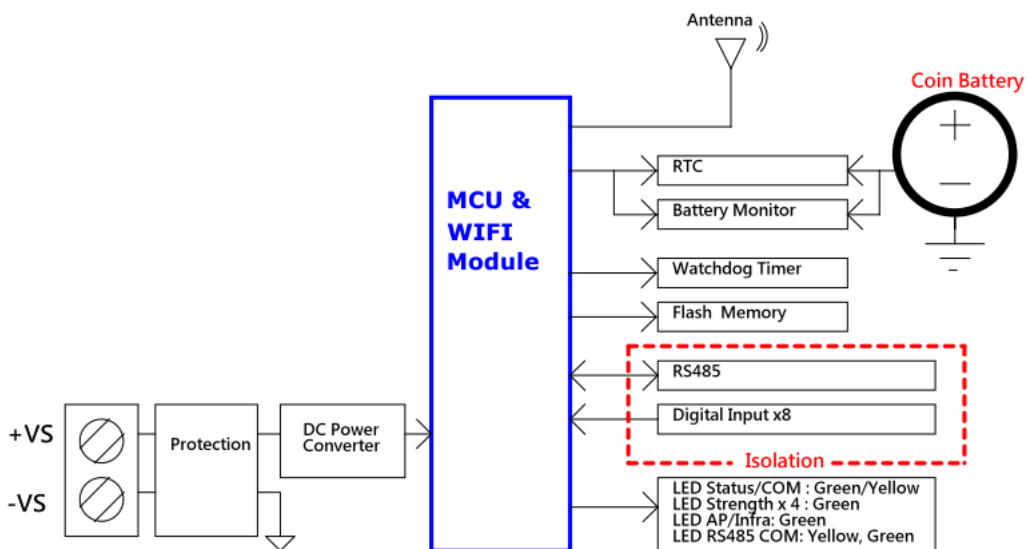 Antenna
Coin Battery
+
RTC
—
Battery Monitor
MCU &
WIFI
Module
Watchdog Timer
Flash Memory
RS485
Digital Input x8
Isolation
+VS
Protection
DC Power
Converter
-VS
LED Status/COM : Green/Yellow
LED Strength x 4 : Green
LED AP/Infra: Green
LED RS485 COM: Yellow, Green